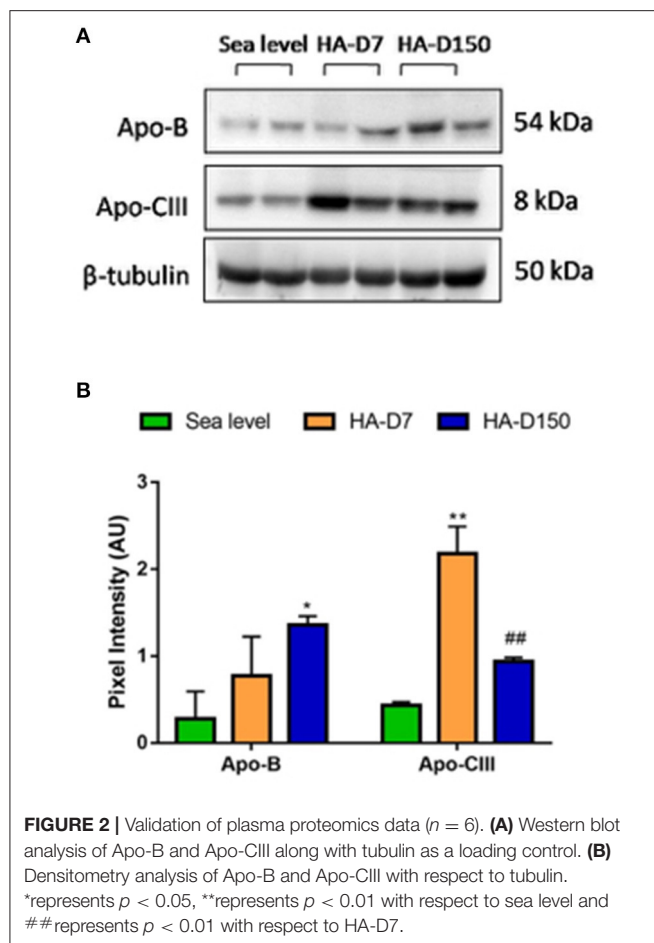 A
Sea level HA-D7 HA-D150
Apo-B 54 kDa
Apo-CIII 8 kDa
β-tubulin 50 kDa
B
Sea level HA-D7 HA-D150
Pixel Intensity (AU)
3
2
1
0
*
**
##
Apo-B Apo-CIII
FIGURE 2 | Validation of plasma proteomics data (n = 6). (A) Western blot
analysis of Apo-B and Apo-CIII along with tubulin as a loading control. (B)
Densitometry analysis of Apo-B and Apo-CIII with respect to tubulin.
*represents p < 0.05, **represents p < 0.01 with respect to sea level and
##represents p < 0.01 with respect to HA-D7.